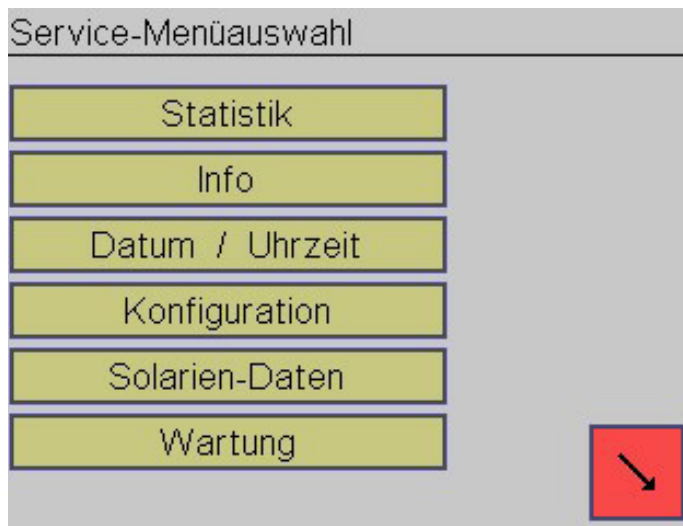 Service-Menüauswahl
Statistik
Info
Datum / Uhrzeit
Konfiguration
Solarien-Daten
Wartung